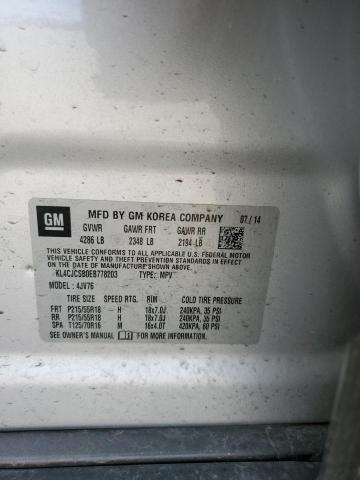 GM MFD BY GM KOREA COMPANY 07/14
GVWR GAWR FRT GAWR RR
4286 LB 2348 LB 2194 LB
THIS VEHICLE CONFORMS TO ALL APPLICABLE U.S. FEDERAL MOTOR
VEHICLE SAFETY AND THEFT PREVENTION STANDARDS IN EFFECT ON THE
DATE OF MANUFACTURE SHOWN ABOVE.
KL4CJCSB0EB778203 TYPE: MPV
MODEL: 4JV76
TIRE SIZE SPEED RTG. RIM COLD TIRE PRESSURE
FRT P215/55R18 H 18x7.0J 240KPA, 35 PSI
RR P215/55R18 H 18x7.0J 240KPA, 35 PSI
SPA T125/70R16 M 16x4.0T 420KPA, 60 PSI
SEE OWNER'S MANUAL FOR ADDITIONAL INFORMATION